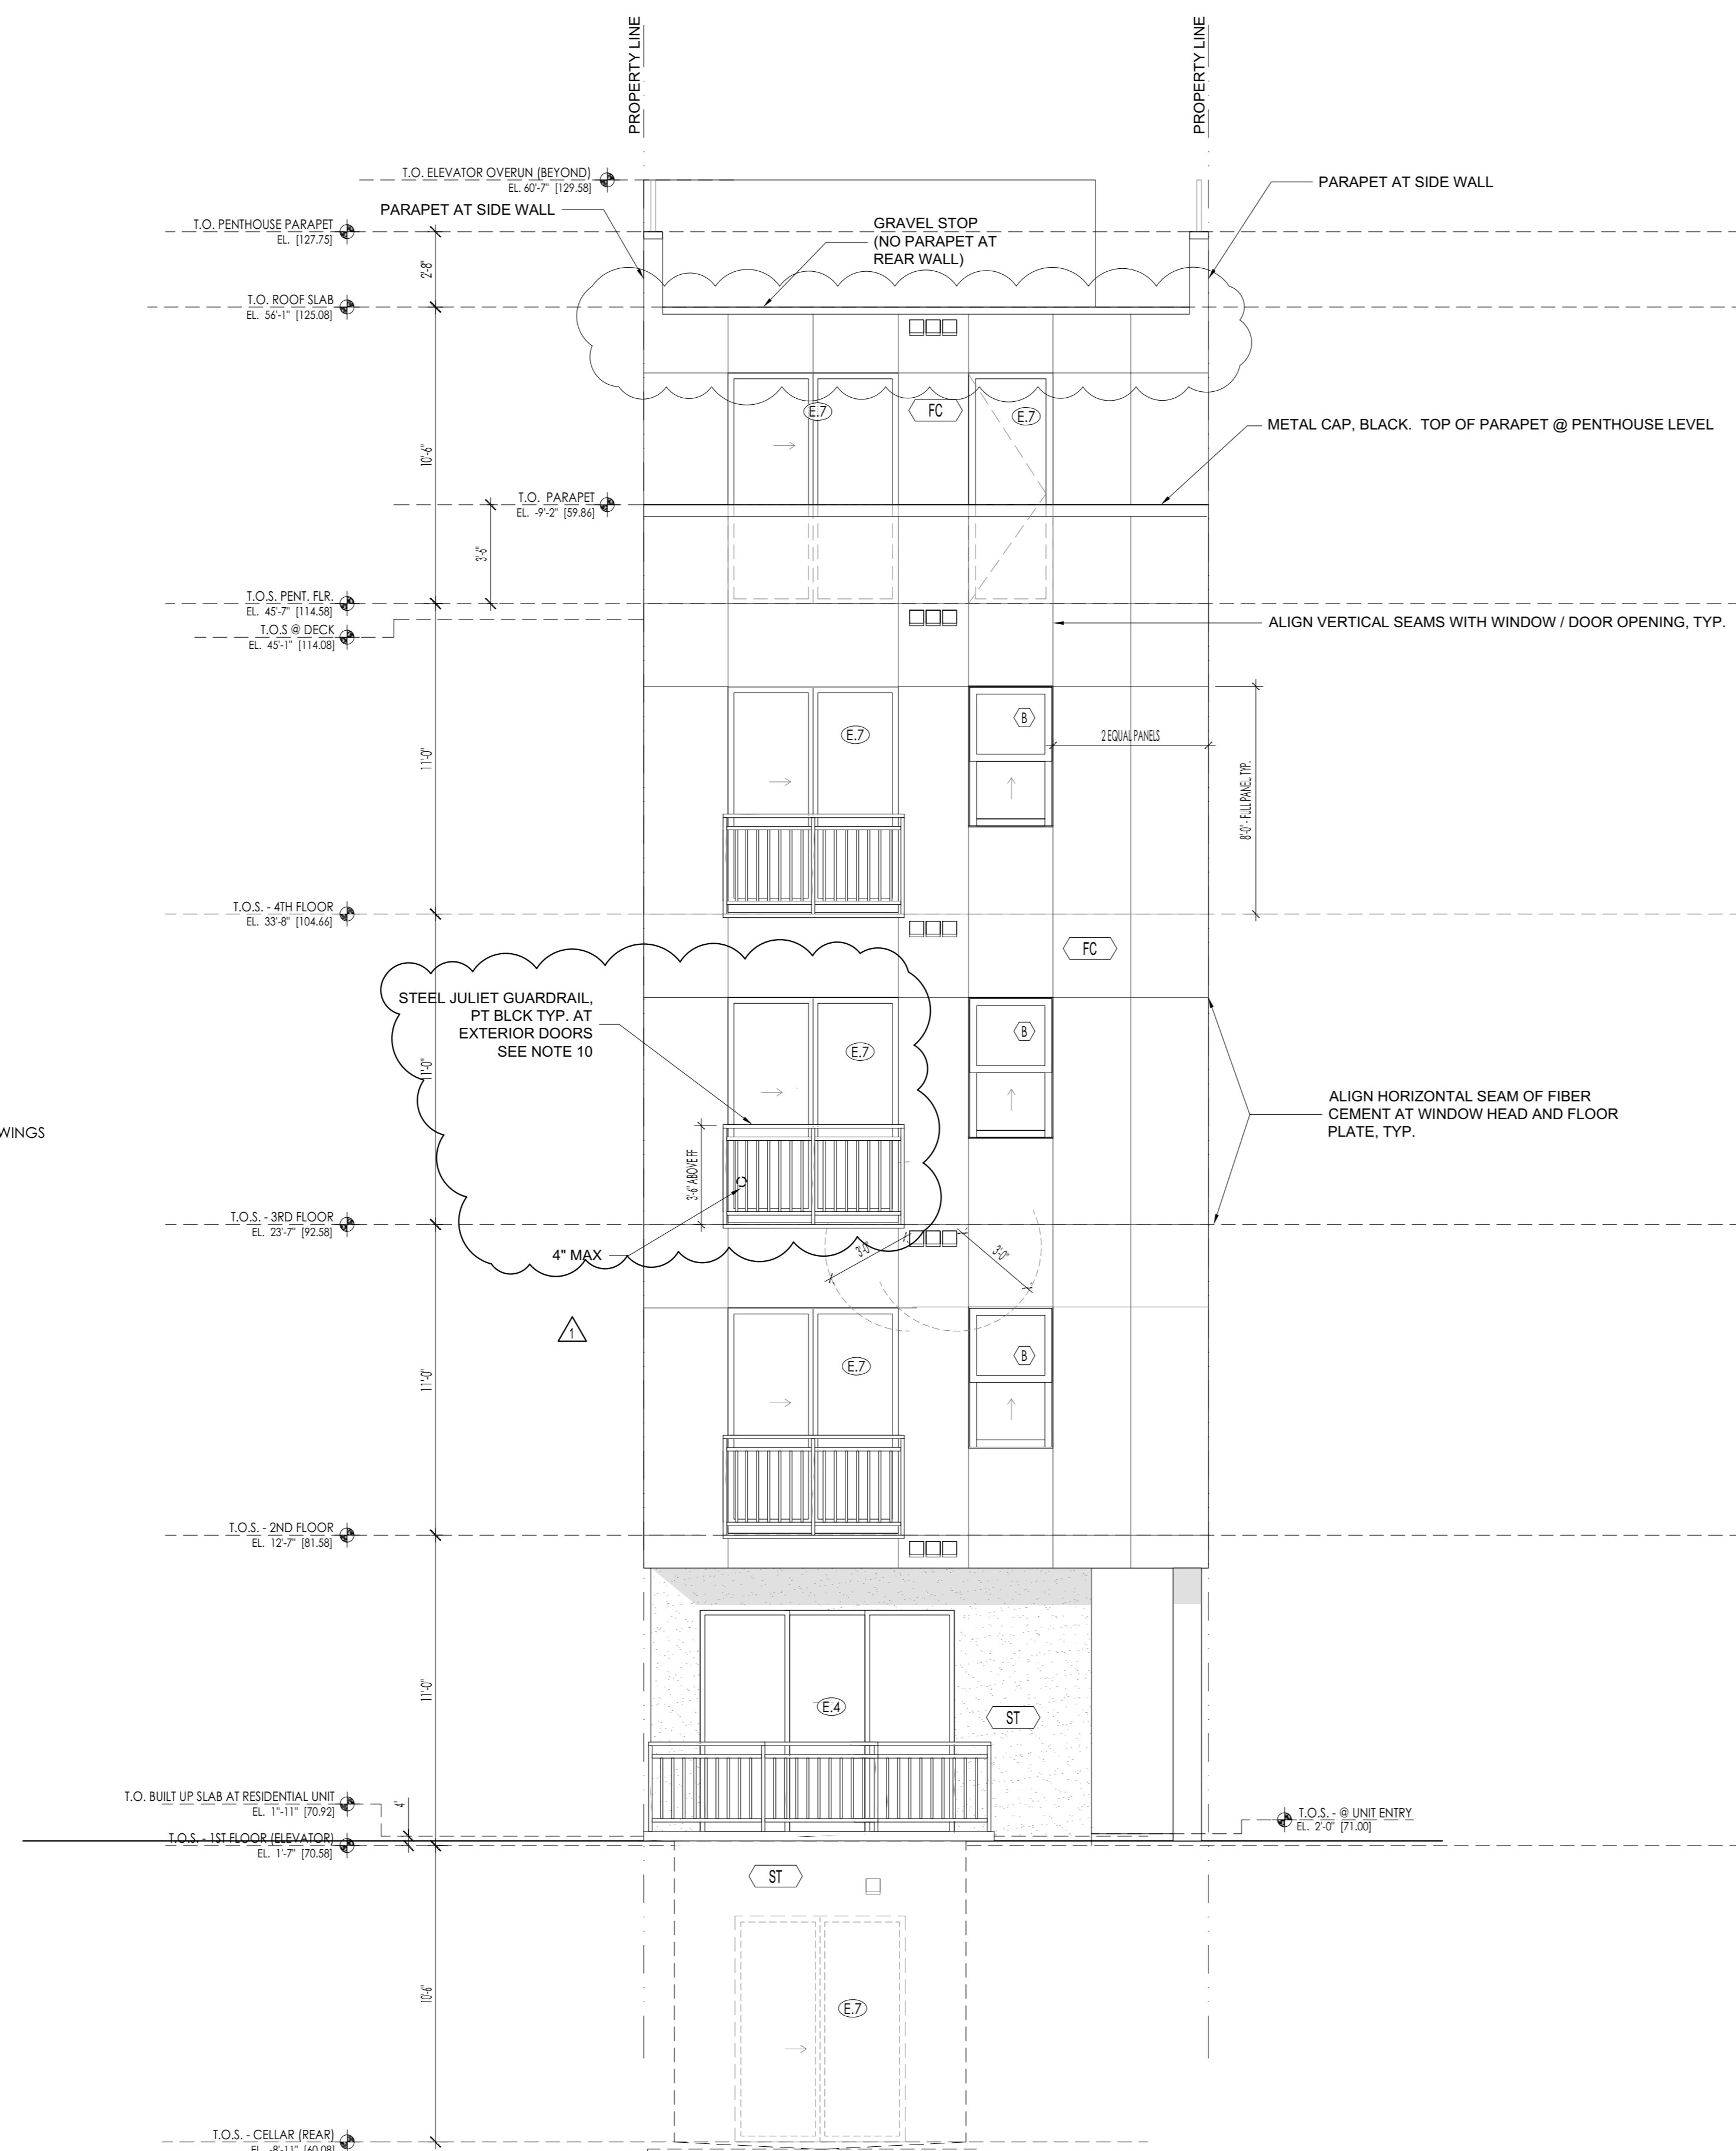 PROPERTY LINE
PROPERTY LINE
T.O. ELEVATOR OVERUN (BEYOND)
EL. 60'-7" [129.58]
PARAPET AT SIDE WALL
PARAPET AT SIDE WALL
T.O. PENTHOUSE PARAPET
EL. [127.75]
GRAVEL STOP
(NO PARAPET AT
REAR WALL)
2'-8"
T.O. ROOF SLAB
EL. 56'-1" [125.08]
E.7
FC
E.7
METAL CAP, BLACK. TOP OF PARAPET @ PENTHOUSE LEVEL
10'-6"
T.O. PARAPET
EL. -9'-2" [59.86]
3'-6"
T.O.S. PENT. FLR.
EL. 45'-7" [114.58]
T.O.S @ DECK
EL. 45'-1" [114.08]
ALIGN VERTICAL SEAMS WITH WINDOW / DOOR OPENING, TYP.
B
E.7
2 EQUAL PANELS
11'-0"
8'-0" - FULL PANEL TYP.
T.O.S. - 4TH FLOOR
EL. 33'-8" [104.66]
FC
STEEL JULIET GUARDRAIL,
PT BLCK TYP. AT
EXTERIOR DOORS
SEE NOTE 10
B
E.7
11'-0"
ALIGN HORIZONTAL SEAM OF FIBER
CEMENT AT WINDOW HEAD AND FLOOR
PLATE, TYP.
WINGS
3'-6" ABOVE FF
T.O.S. - 3RD FLOOR
EL. 23'-7" [92.58]
4" MAX
3'-0"
3'-0"
1
B
E.7
11'-0"
T.O.S. - 2ND FLOOR
EL. 12'-7" [81.58]
11'-0"
E.4
ST
T.O. BUILT UP SLAB AT RESIDENTIAL UNIT
EL. 1"-11" [70.92]
4"
T.O.S. - @ UNIT ENTRY
EL. 2'-0" [71.00]
T.O.S. - 1ST FLOOR (ELEVATOR)
EL. 1'-7" [70.58]
ST
10'-6"
E.7
T.O.S. - CELLAR (REAR)
EL. -8'-11" [60.08]